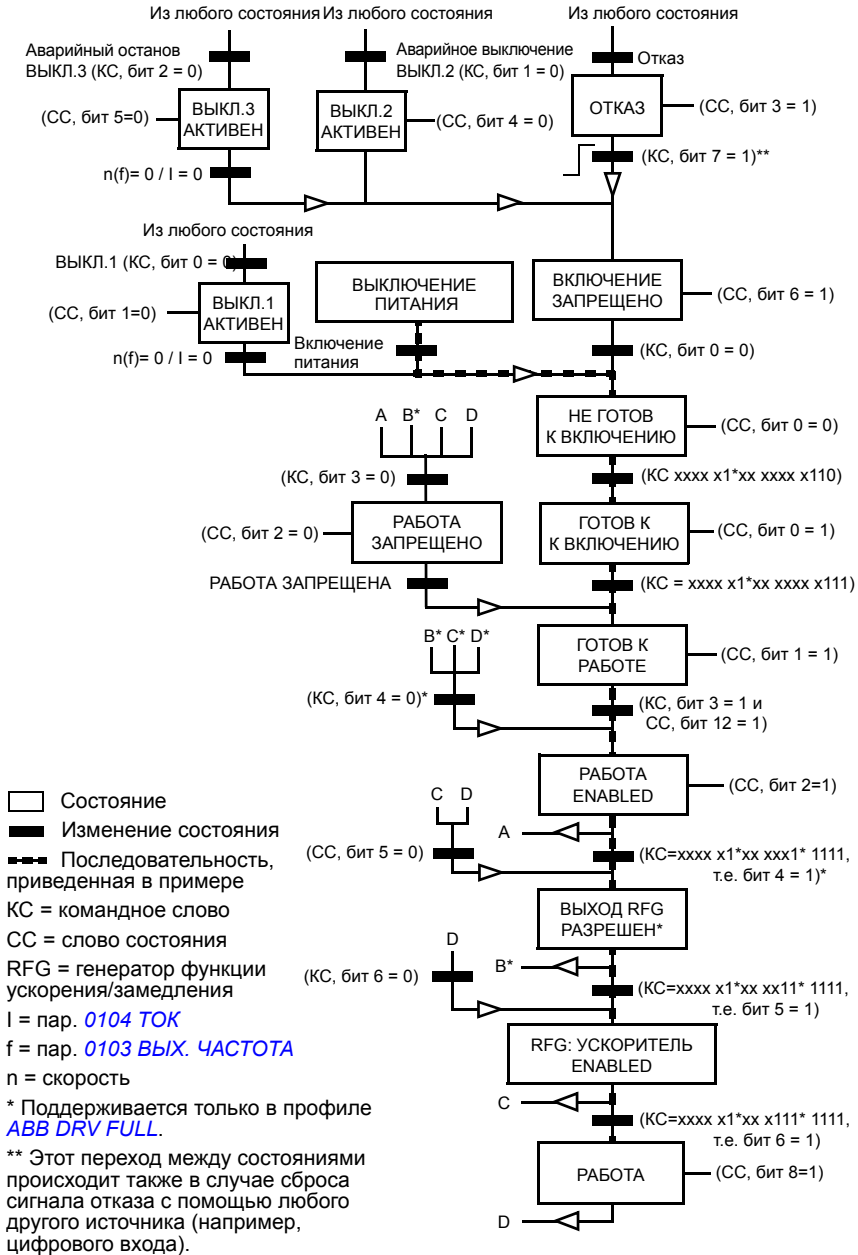 Из любого состояния
Из любого состояния
Из любого состояния
Аварийный останов
ВЫКЛ.3 (КС, бит 2 = 0)
Аварийное выключение
ВЫКЛ.2 (КС, бит 1 = 0)
Отказ
(СС, бит 5=0)
ВЫКЛ.3
АКТИВЕН
ВЫКЛ.2
АКТИВЕН
(СС, бит 4 = 0)
ОТКАЗ
(СС, бит 3 = 1)
n(f)= 0 / I = 0
(КС, бит 7 = 1)**
Из любого состояния
ВЫКЛ.1 (КС, бит 0 = 0)
(СС, бит 1=0)
ВЫКЛ.1
АКТИВЕН
ВЫКЛЮЧЕНИЕ
ПИТАНИЯ
ВКЛЮЧЕНИЕ
ЗАПРЕЩЕНО
(СС, бит 6 = 1)
n(f)= 0 / I = 0
Включение
питания
(КС, бит 0 = 0)
A B* C D
НЕ ГОТОВ
К ВКЛЮЧЕНИЮ
(СС, бит 0 = 0)
(КС, бит 3 = 0)
(КС xxxx x1*xx xxxx x110)
(СС, бит 2 = 0)
РАБОТА
ЗАПРЕЩЕНО
ГОТОВ К
К ВКЛЮЧЕНИЮ
(СС, бит 0 = 1)
РАБОТА ЗАПРЕЩЕНА
(КС = xxxx x1*xx xxxx x111)
B* C* D*
ГОТОВ К
РАБОТЕ
(СС, бит 1 = 1)
(КС, бит 4 = 0)*
(КС, бит 3 = 1 и
СС, бит 12 = 1)
РАБОТА
ENABLED
(СС, бит 2=1)
C D
A
(СС, бит 5 = 0)
(КС=xxxx x1*xx xxx1* 1111,
т.е. бит 4 = 1)*
ВЫХОД RFG
РАЗРЕШЕН*
D
B*
(КС, бит 6 = 0)
(КС=xxxx x1*xx xx11* 1111,
т.е. бит 5 = 1)
RFG: УСКОРИТЕЛЬ
ENABLED
C
(КС=xxxx x1*xx x111* 1111,
т.е. бит 6 = 1)
РАБОТА
(СС, бит 8=1)
D
Состояние
Изменение состояния
Последовательность,
приведенная в примере
КС = командное слово
СС = слово состояния
RFG = генератор функции
ускорения/замедления
I = пар. 0104 ТОК
f = пар. 0103 ВЫХ. ЧАСТОТА
n = скорость
* Поддерживается только в профиле
ABB DRV FULL.
** Этот переход между состояниями
происходит также в случае сброса
сигнала отказа с помощью любого
другого источника (например,
цифрового входа).